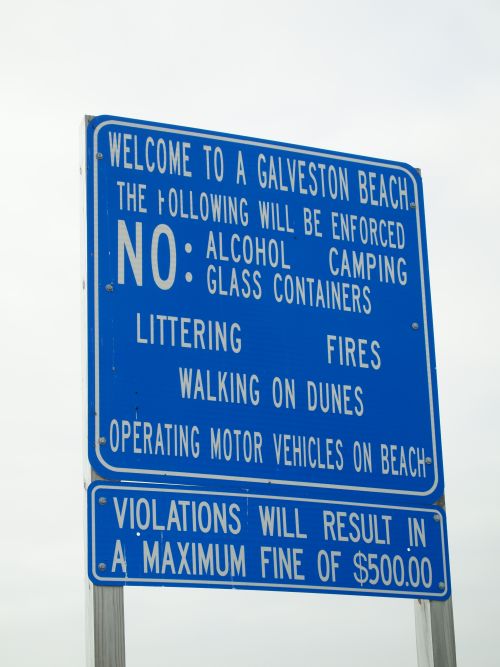 WELCOME TO A GALVESTON BEACH
THE FOLLOWING WILL BE ENFORCED
NO: ALCOHOL CAMPING
GLASS CONTAINERS
LITTERING FIRES
WALKING ON DUNES
OPERATING MOTOR VEHICLES ON BEACH
VIOLATIONS WILL RESULT IN
A MAXIMUM FINE OF $500.00